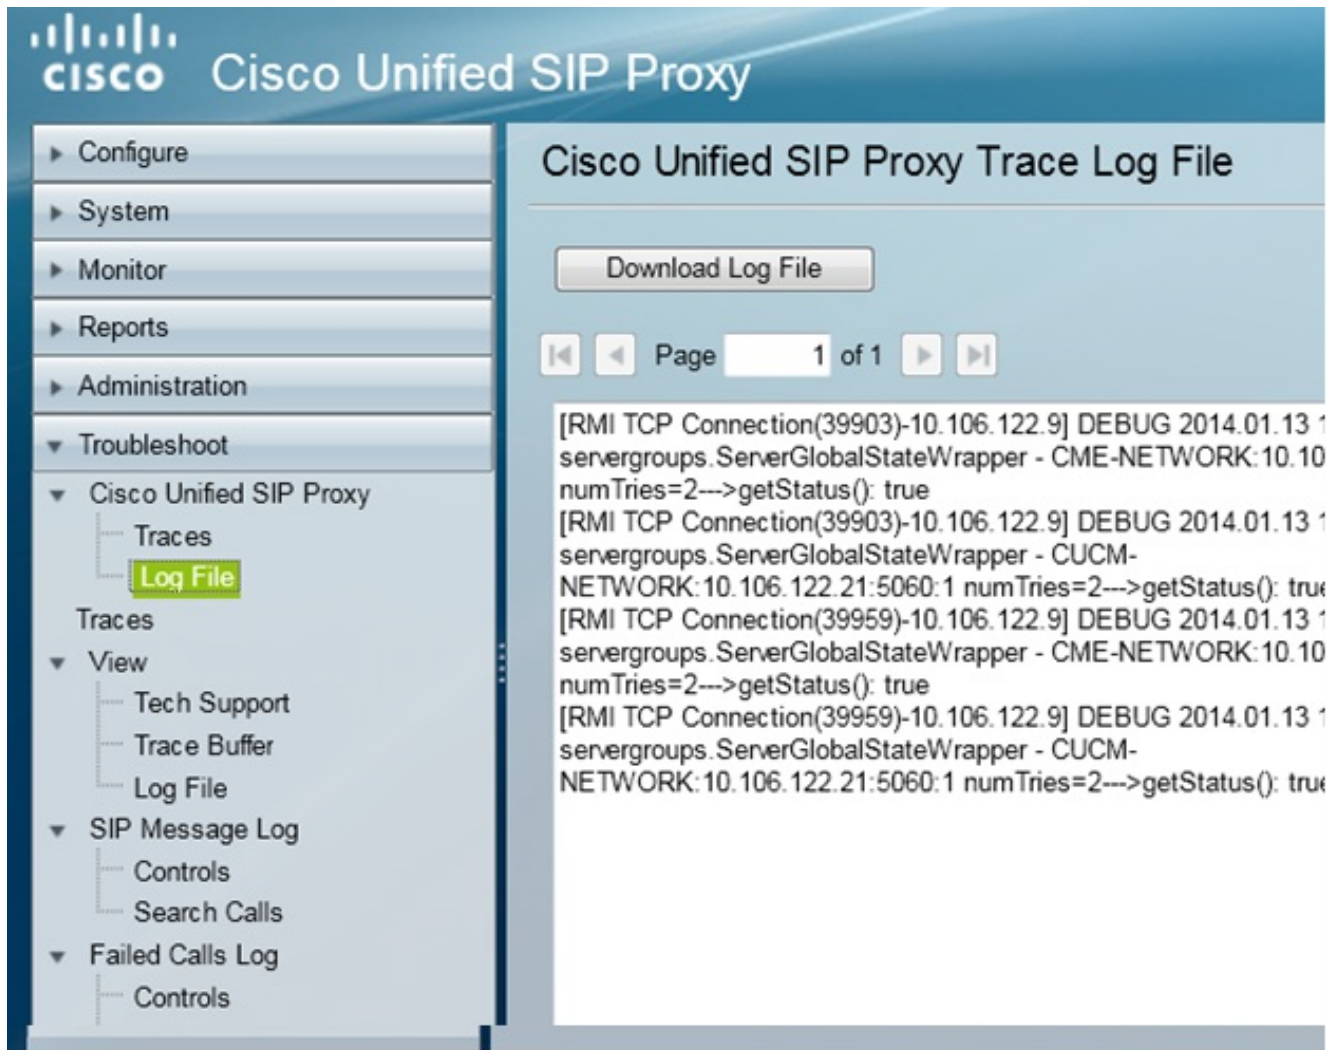 CISCO
Cisco Unified SIP Proxy
Configure
System
Monitor
Reports
Administration
Troubleshoot
Cisco Unified SIP Proxy
Traces
Log File
Traces
View
Tech Support
Trace Buffer
Log File
SIP Message Log
Controls
Search Calls
Failed Calls Log
Controls
Cisco Unified SIP Proxy Trace Log File
Download Log File
Page 1 of 1
[RMI TCP Connection(39903)-10.106.122.9] DEBUG 2014.01.13 1
servergroups.ServerGlobalStateWrapper - CME-NETWORK:10.10
numTries=2--->getStatus(): true
[RMI TCP Connection(39903)-10.106.122.9] DEBUG 2014.01.13 1
servergroups.ServerGlobalStateWrapper - CUCM-
NETWORK:10.106.122.21:5060:1 numTries=2--->getStatus(): true
[RMI TCP Connection(39959)-10.106.122.9] DEBUG 2014.01.13 1
servergroups.ServerGlobalStateWrapper - CME-NETWORK:10.10
numTries=2--->getStatus(): true
[RMI TCP Connection(39959)-10.106.122.9] DEBUG 2014.01.13 1
servergroups.ServerGlobalStateWrapper - CUCM-
NETWORK:10.106.122.21:5060:1 numTries=2--->getStatus(): true